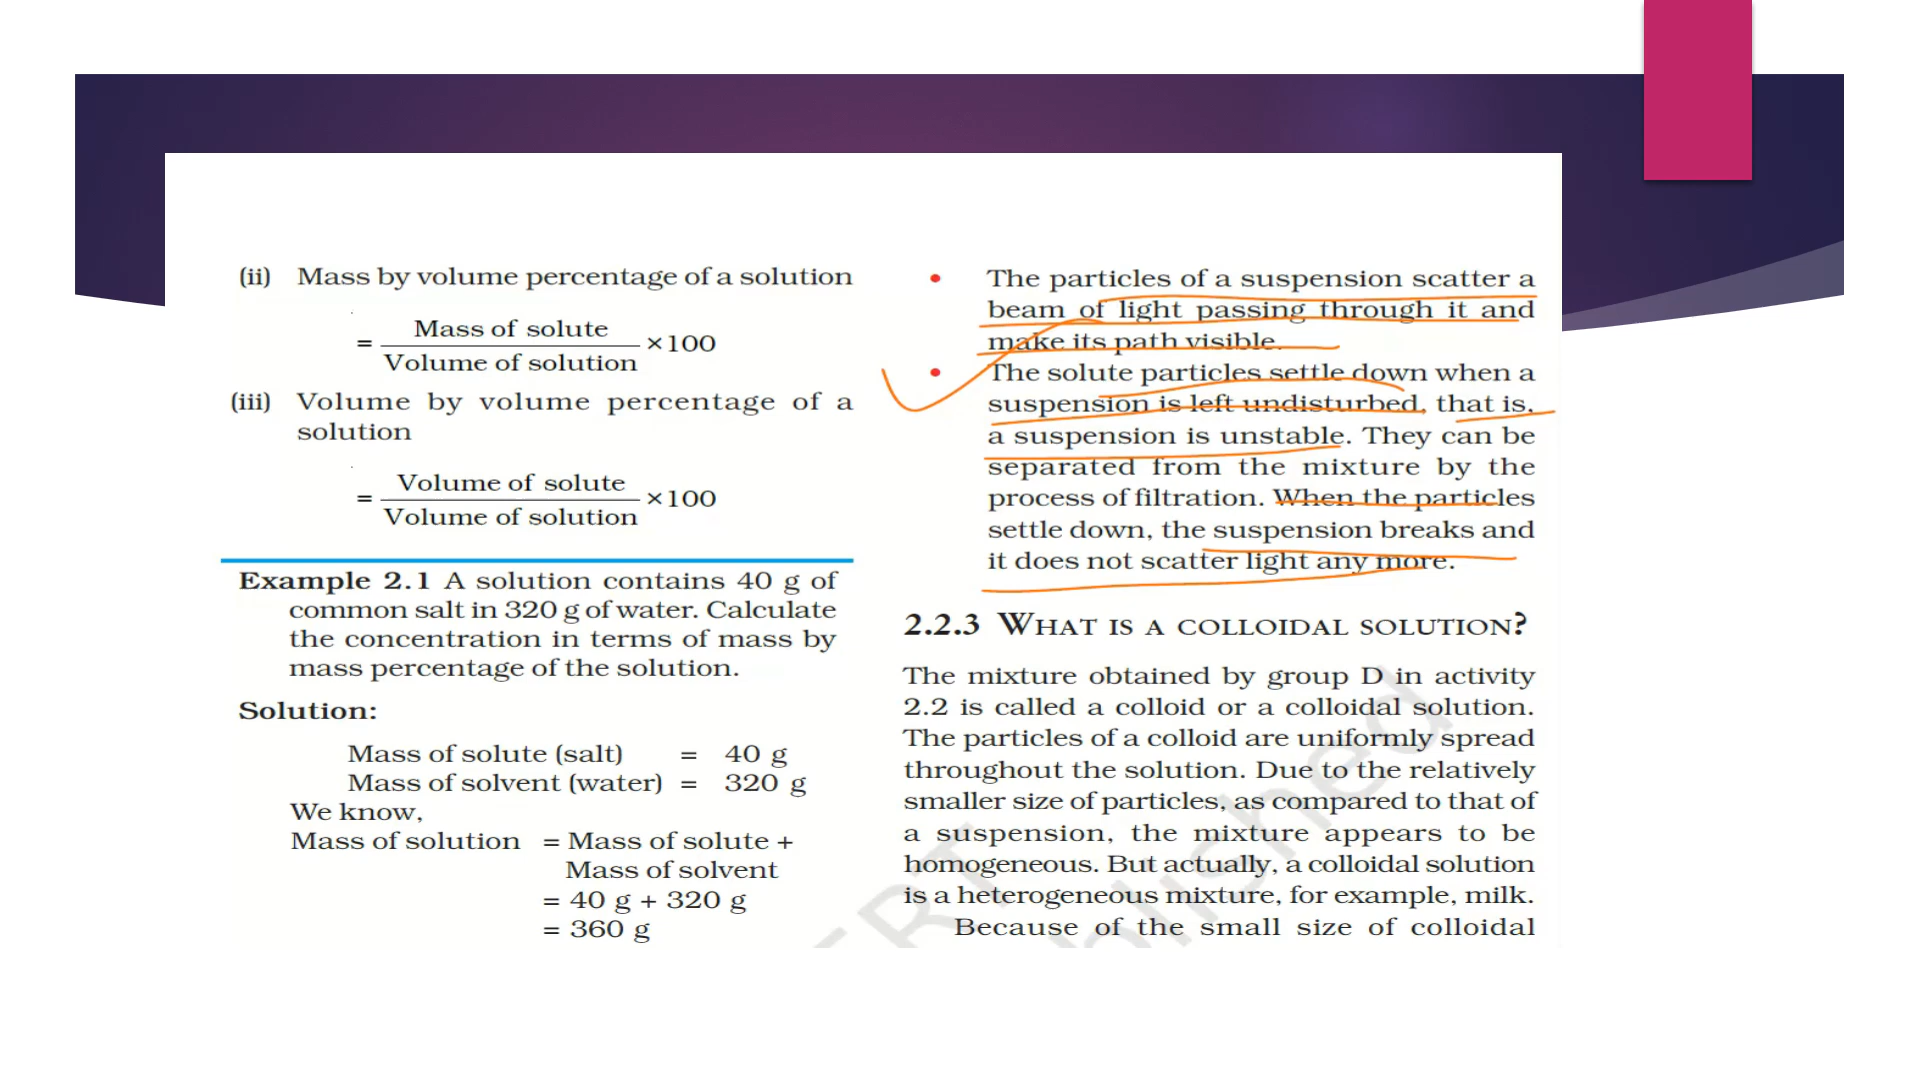 (ii) Mass by volume percentage of a solution
= Mass of solute / Volume of solution ×100
(iii) Volume by volume percentage of a
solution
= Volume of solute / Volume of solution ×100
Example 2.1 A solution contains 40 g of
common salt in 320 g of water. Calculate
the concentration in terms of mass by
mass percentage of the solution.
Solution:
Mass of solute (salt) = 40 g
Mass of solvent (water) = 320 g
We know,
Mass of solution = Mass of solute +
Mass of solvent
= 40 g + 320 g
= 360 g
• The particles of a suspension scatter a
beam of light passing through it and
make its path visible.
• The solute particles settle down when a
suspension is left undisturbed, that is,
a suspension is unstable. They can be
separated from the mixture by the
process of filtration. When the particles
settle down, the suspension breaks and
it does not scatter light any more.
2.2.3 WHAT IS A COLLOIDAL SOLUTION?
The mixture obtained by group D in activity
2.2 is called a colloid or a colloidal solution.
The particles of a colloid are uniformly spread
throughout the solution. Due to the relatively
smaller size of particles, as compared to that of
a suspension, the mixture appears to be
homogeneous. But actually, a colloidal solution
is a heterogeneous mixture, for example, milk.
Because of the small size of colloidal